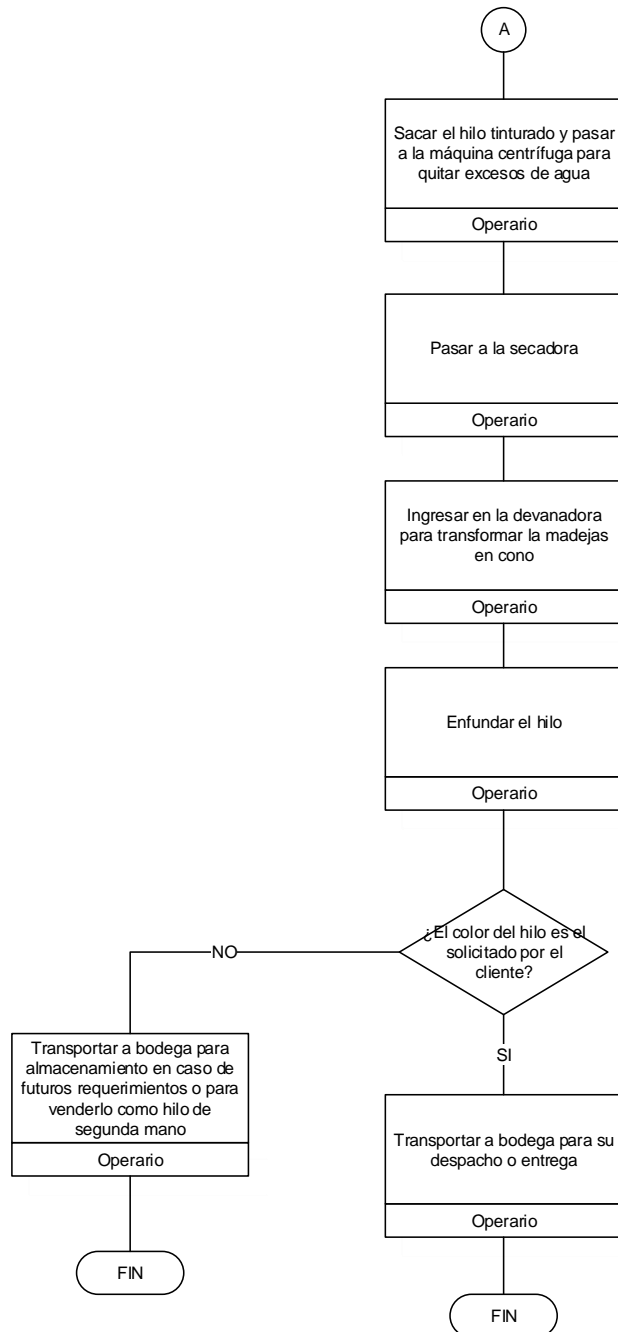 A
Sacar el hilo tinturado y pasar
a la máquina centrífuga para
quitar excesos de agua
Operario
Pasar a la secadora
Operario
Ingresar en la devanadora
para transformar la madejas
en cono
Operario
Enfundar el hilo
Operario
¿El color del hilo es el
solicitado por el
cliente?
NO
SI
Transportar a bodega para
almacenamiento en caso de
futuros requerimientos o para
venderlo como hilo de
segunda mano
Operario
FIN
Transportar a bodega para su
despacho o entrega
Operario
FIN